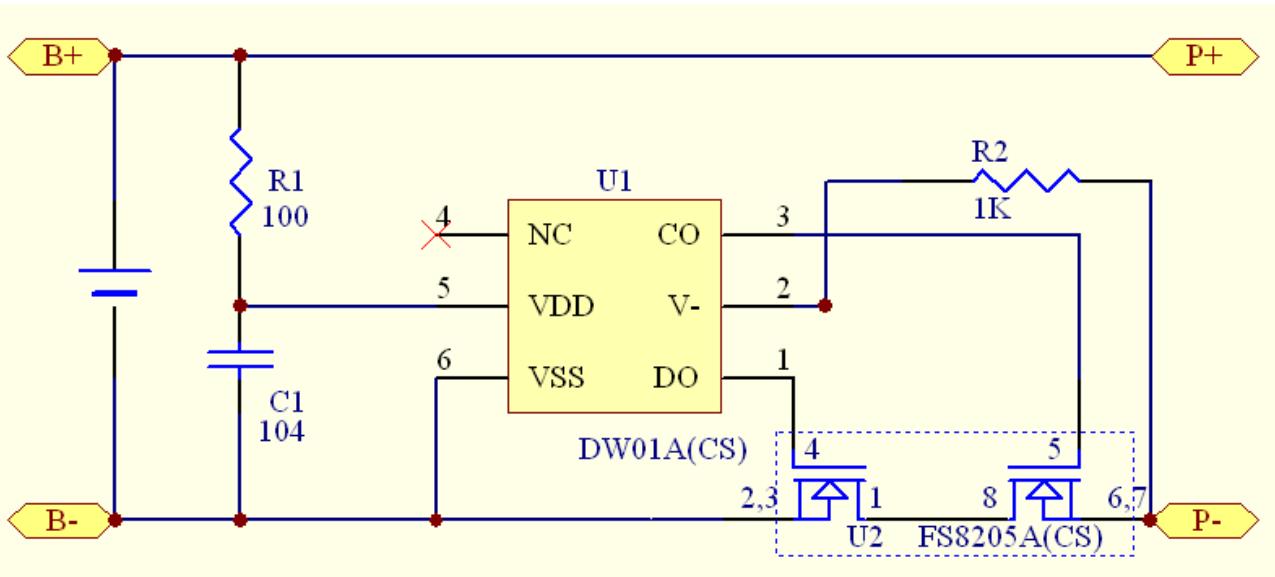 B+
P+
R1
100
U1
R2
1K
4
NC
CO
3
5
VDD
V-
2
6
VSS
DO
1
C1
104
DW01A(CS)
4
5
2,3
1
8
6,7
B-
U2
FS8205A(CS)
P-